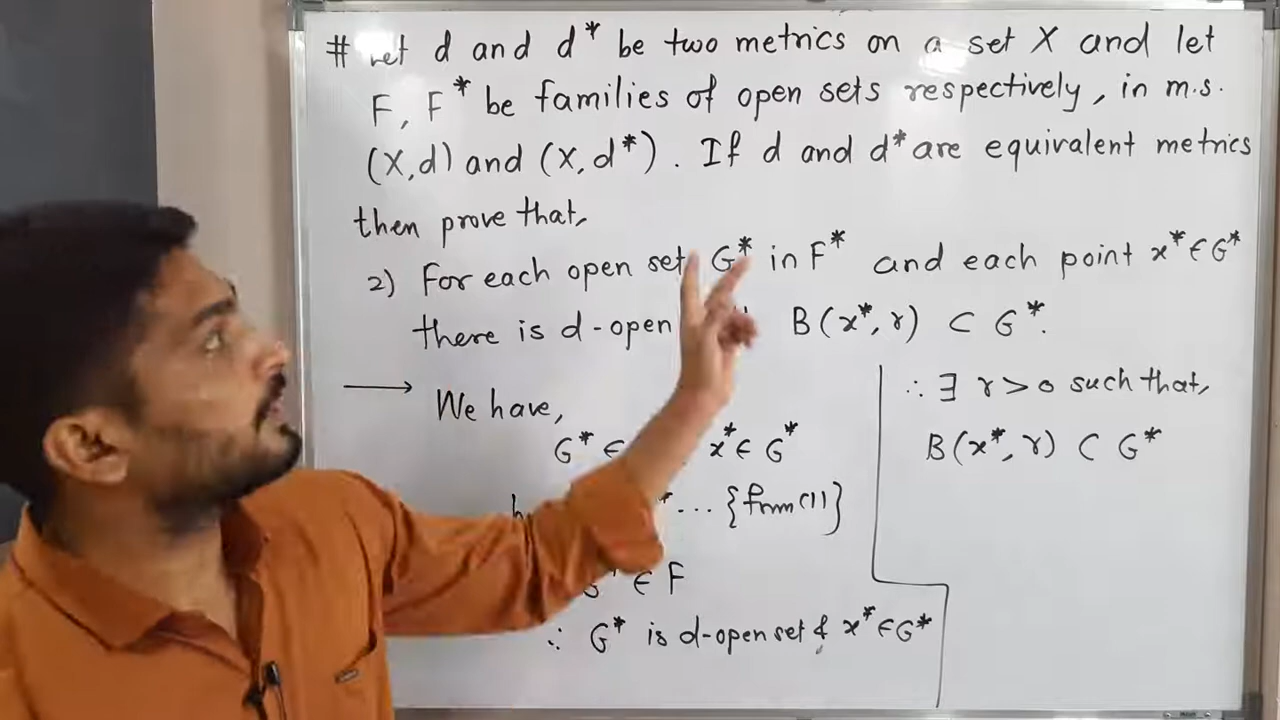 # Let d and d* be two metrics on a set X and let
F, F* be families of open sets respectively, in m.s.
(X,d) and (X,d*). If d and d* are equivalent metrics
then prove that,
2) For each open set G* in F* and each point x* ∈ G*
there is d-open B(x*, r) ⊂ G*.
→ We have,
G* ∈ x* ∈ G*
... {from (1)}
∈ F
∴ G* is d-open set & x* ∈ G*
∴ ∃ r > 0 such that,
B(x*, r) ⊂ G*